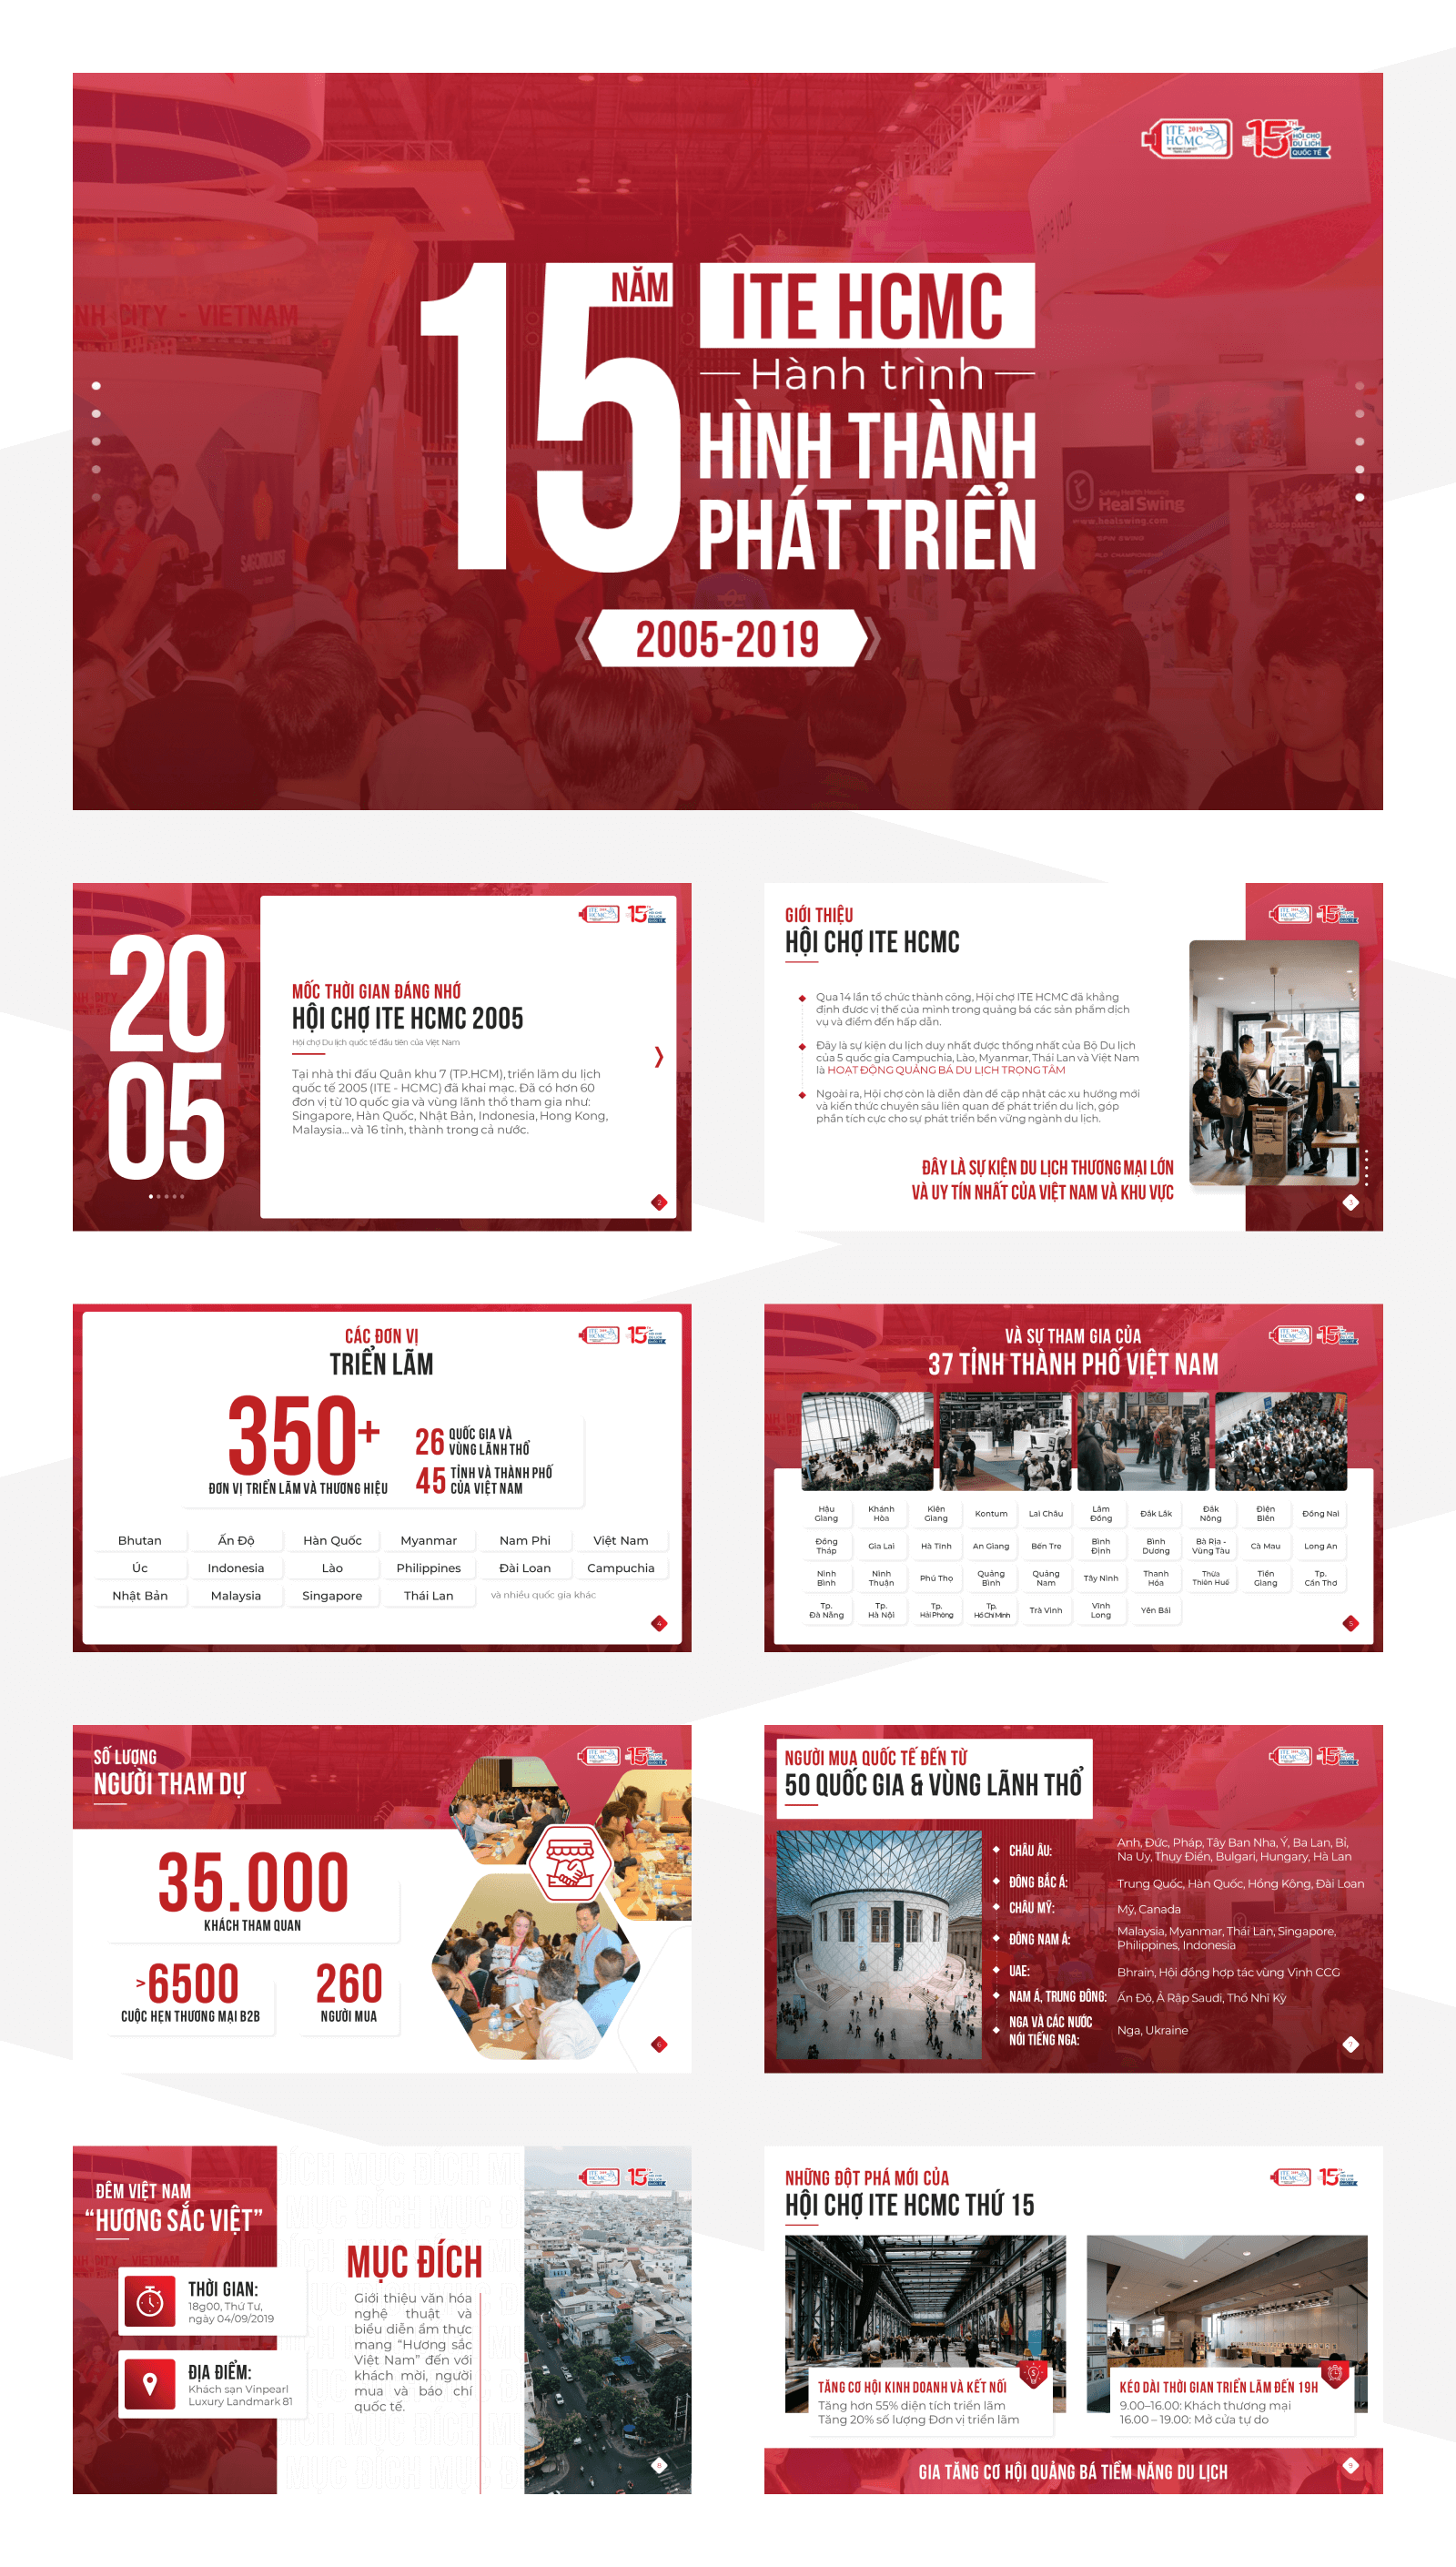 ITE 2019
HCMC
15TH
HỘI CHỢ
DU LỊCH
QUỐC TẾ
NH CITY - VIETNAM
15
NĂM
ITE HCMC
Hành trình
HÌNH THÀNH
PHÁT TRIỂN
Safety Health Healing
HealSwing
www.healswing.com
2005-2019
20
05
MỐC THỜI GIAN ĐÁNG NHỚ
HỘI CHỢ ITE HCMC 2005
Hội chợ Du lịch quốc tế đầu tiên của Việt Nam
Tại nhà thi đấu Quân khu 7 (TP.HCM), triển lãm du lịch
quốc tế 2005 (ITE - HCMC) đã khai mạc. Đã có hơn 60
đơn vị từ 10 quốc gia và vùng lãnh thổ tham gia như:
Singapore, Hàn Quốc, Nhật Bản, Indonesia, Hong Kong,
Malaysia... và 16 tỉnh, thành trong cả nước.
2
GIỚI THIỆU
HỘI CHỢ ITE HCMC
Qua 14 lần tổ chức thành công, Hội chợ ITE HCMC đã khẳng
định được vị thế của mình trong quảng bá các sản phẩm dịch
vụ và điểm đến hấp dẫn.
Đây là sự kiện du lịch duy nhất được thống nhất của Bộ Du lịch
của 5 quốc gia Campuchia, Lào, Myanmar, Thái Lan và Việt Nam
là HOẠT ĐỘNG QUẢNG BÁ DU LỊCH TRỌNG TÂM
Ngoài ra, Hội chợ còn là diễn đàn để cập nhật các xu hướng mới
và kiến thức chuyên sâu liên quan để phát triển du lịch, góp
phần tích cực cho sự phát triển bền vững ngành du lịch.
ĐÂY LÀ SỰ KIỆN DU LỊCH THƯƠNG MẠI LỚN
VÀ UY TÍN NHẤT CỦA VIỆT NAM VÀ KHU VỰC
3
CÁC ĐƠN VỊ
TRIỂN LÃM
350+
ĐƠN VỊ TRIỂN LÃM VÀ THƯƠNG HIỆU
26 QUỐC GIA VÀ
VÙNG LÃNH THỔ
45 TỈNH VÀ THÀNH PHỐ
CỦA VIỆT NAM
Bhutan Ấn Độ Hàn Quốc Myanmar Nam Phi Việt Nam
Úc Indonesia Lào Philippines Đài Loan Campuchia
Nhật Bản Malaysia Singapore Thái Lan và nhiều quốc gia khác
4
VÀ SỰ THAM GIA CỦA
37 TỈNH THÀNH PHỐ VIỆT NAM
Hậu Giang Khánh Hòa Kiên Giang Kontum Lai Châu Lâm Đồng Đắk Lắk Đắk Nông Điện Biên Đồng Nai
Đồng Tháp Gia Lai Hà Tĩnh An Giang Bến Tre Bình Định Bình Dương Bà Rịa - Vũng Tàu Cà Mau Long An
Ninh Bình Ninh Thuận Phú Thọ Quảng Bình Quảng Nam Tây Ninh Thanh Hóa Thừa Thiên Huế Tiền Giang Tp. Cần Thơ
Tp. Đà Nẵng Tp. Hà Nội Tp. Hải Phòng Tp. Hồ Chí Minh Trà Vinh Vĩnh Long Yên Bái
5
SỐ LƯỢNG
NGƯỜI THAM DỰ
35.000
KHÁCH THAM QUAN
>6500
CUỘC HẸN THƯƠNG MẠI B2B
260
NGƯỜI MUA
6
NGƯỜI MUA QUỐC TẾ ĐẾN TỪ
50 QUỐC GIA & VÙNG LÃNH THỔ
CHÂU ÂU: Anh, Đức, Pháp, Tây Ban Nha, Ý, Ba Lan, Bỉ,
Na Uy, Thụy Điển, Bulgari, Hungary, Hà Lan
ĐÔNG BẮC Á: Trung Quốc, Hàn Quốc, Hồng Kông, Đài Loan
CHÂU MỸ: Mỹ, Canada
ĐÔNG NAM Á: Malaysia, Myanmar, Thái Lan, Singapore,
Philippines, Indonesia
UAE: Bhrain, Hội đồng hợp tác vùng Vịnh CCG
NAM Á, TRUNG ĐÔNG: Ấn Độ, Ả Rập Saudi, Thổ Nhĩ Kỳ
NGA VÀ CÁC NƯỚC
NÓI TIẾNG NGA: Nga, Ukraine
7
ĐÊM VIỆT NAM
“HƯƠNG SẮC VIỆT”
THỜI GIAN:
18g00, Thứ Tư,
ngày 04/09/2019
ĐỊA ĐIỂM:
Khách sạn Vinpearl
Luxury Landmark 81
MỤC ĐÍCH
Giới thiệu văn hóa
nghệ thuật và
biểu diễn ẩm thực
mang “Hương sắc
Việt Nam” đến với
khách mời, người
mua và báo chí
quốc tế.
8
NHỮNG ĐỘT PHÁ MỚI CỦA
HỘI CHỢ ITE HCMC THỨ 15
TĂNG CƠ HỘI KINH DOANH VÀ KẾT NỐI
Tăng hơn 55% diện tích triển lãm
Tăng 20% số lượng Đơn vị triển lãm
KÉO DÀI THỜI GIAN TRIỂN LÃM ĐẾN 19H
9.00–16.00: Khách thương mại
16.00 – 19.00: Mở cửa tự do
GIA TĂNG CƠ HỘI QUẢNG BÁ TIỀM NĂNG DU LỊCH
9